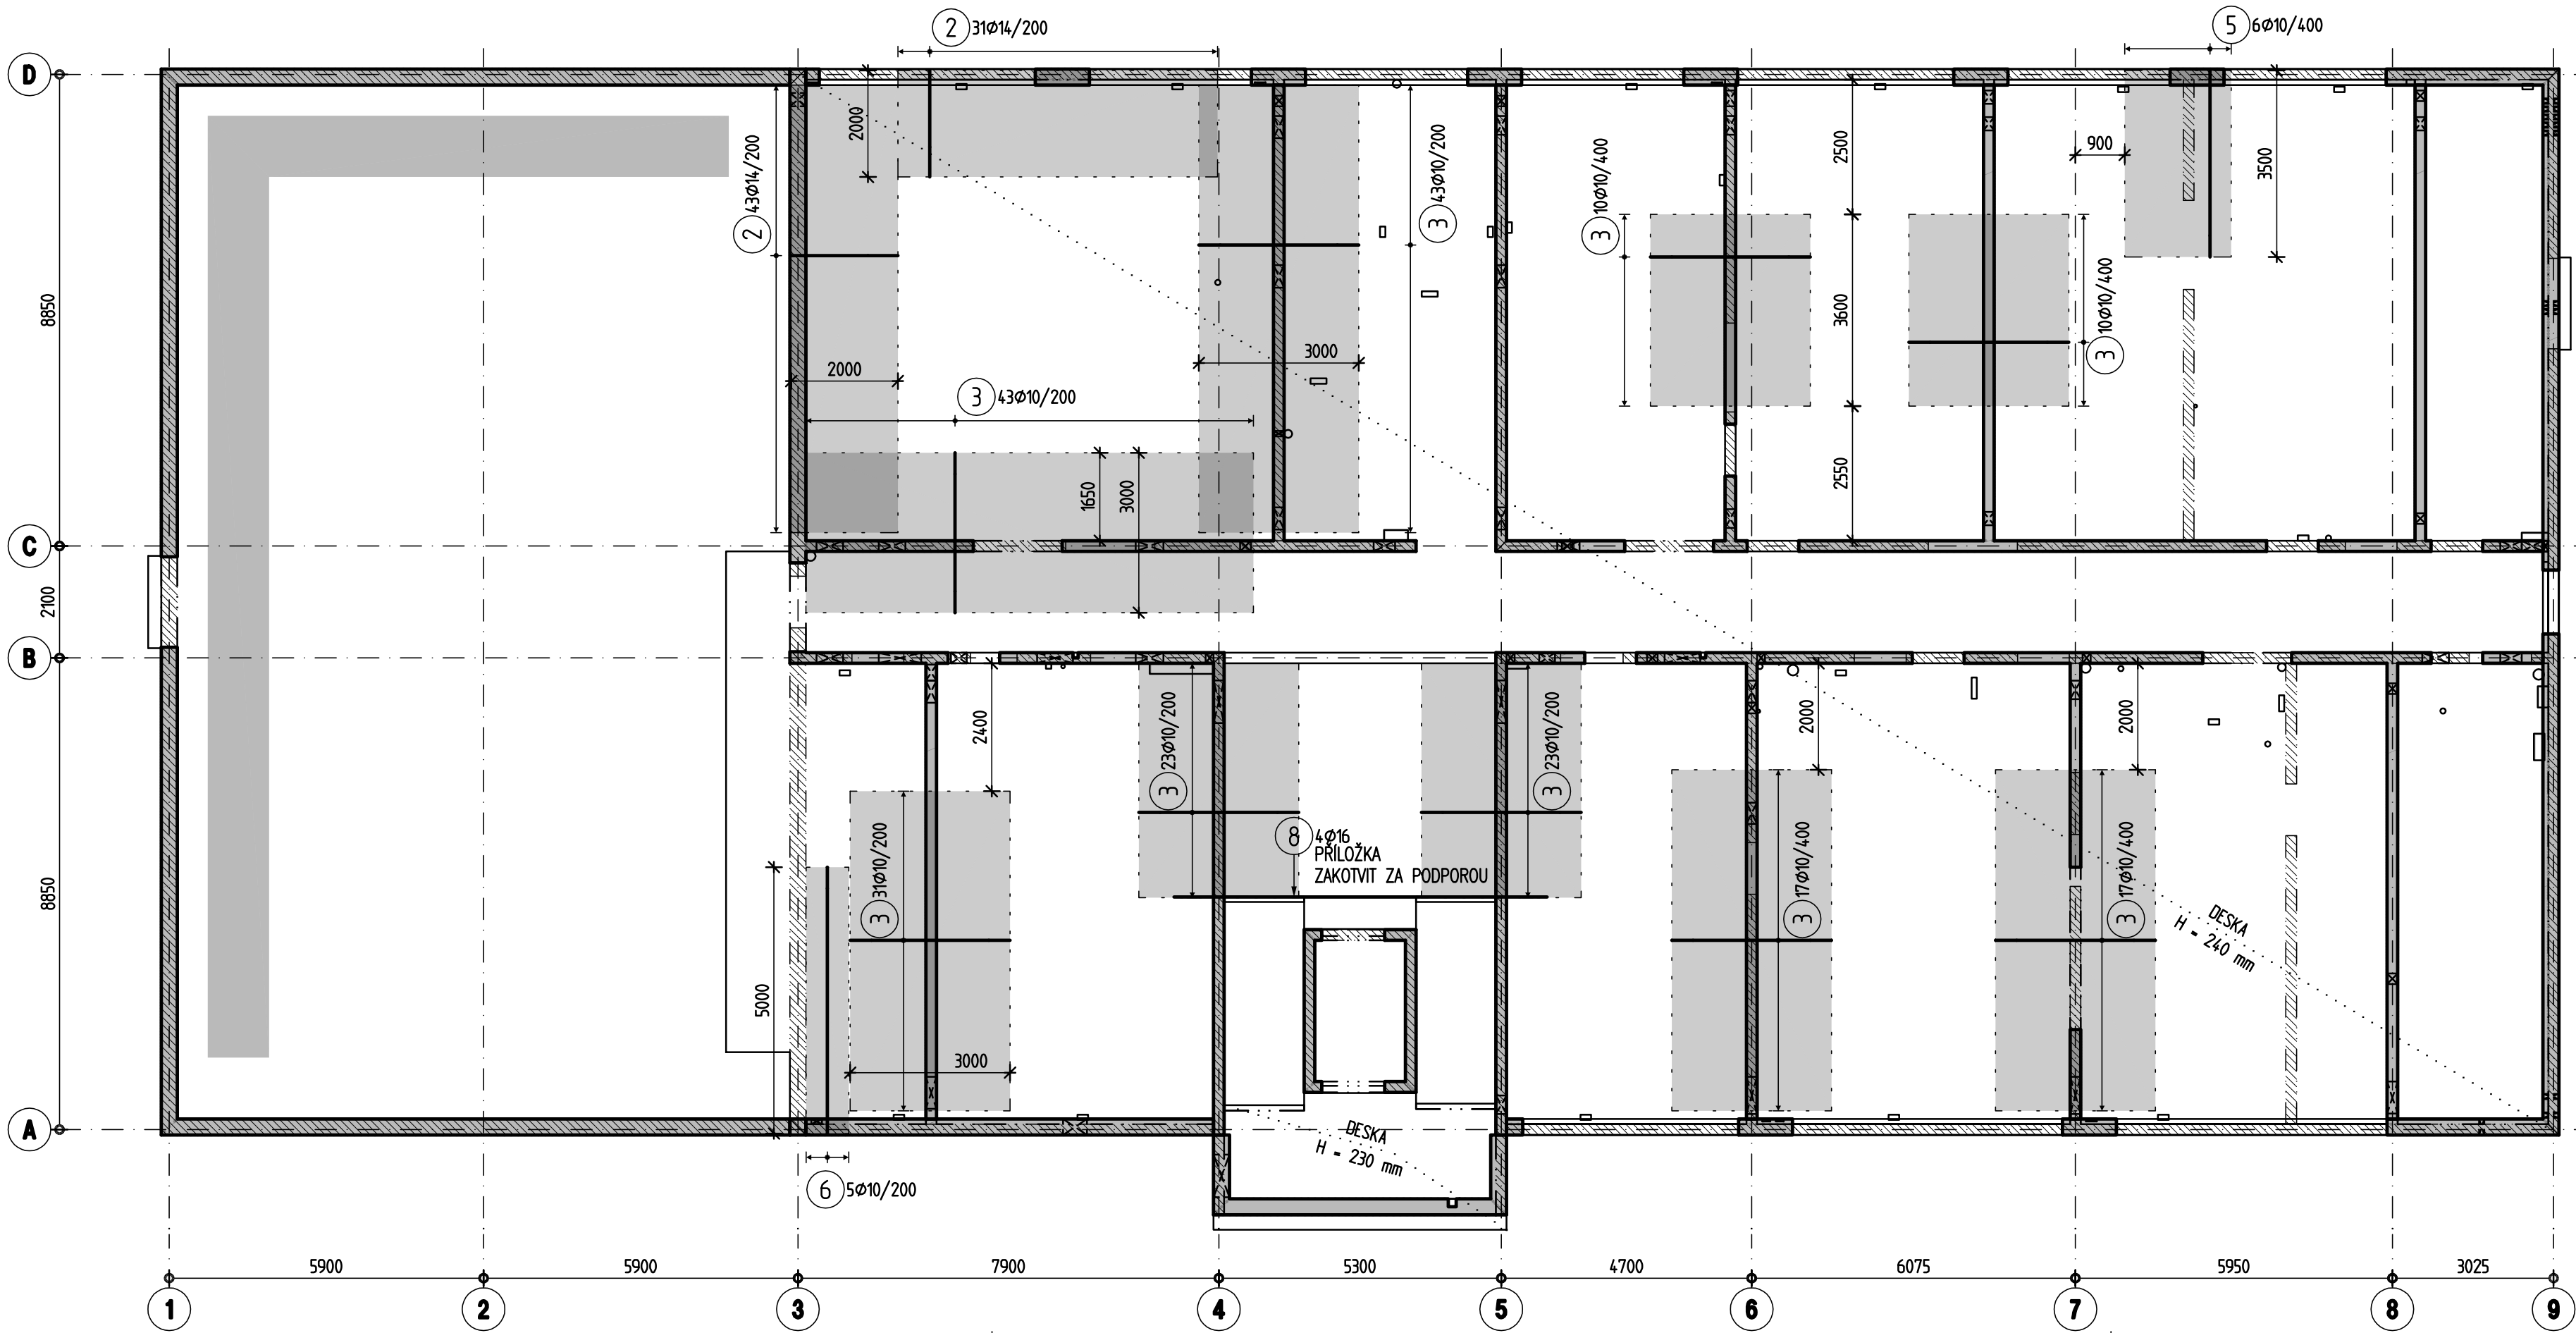 2 31Ø14/200
5 6Ø10/400
D
2000
2 43Ø14/200
3 43Ø10/200
3 10Ø10/400
2500
900
3500
8850
3600
3 10Ø10/400
3000
2000
3 43Ø10/200
1650
3000
2550
C
2100
B
2400
3 23Ø10/200
3 23Ø10/200
2000
2000
8 4Ø16
PŘÍLOŽKA
ZAKOTVIT ZA PODPOROU
3 31Ø10/200
3 17Ø10/400
3 17Ø10/400
8850
5000
DESKA
H - 240 mm
3000
A
DESKA
H - 230 mm
6 5Ø10/200
5900
5900
7900
5300
4700
6075
5950
3025
1
2
3
4
5
6
7
8
9